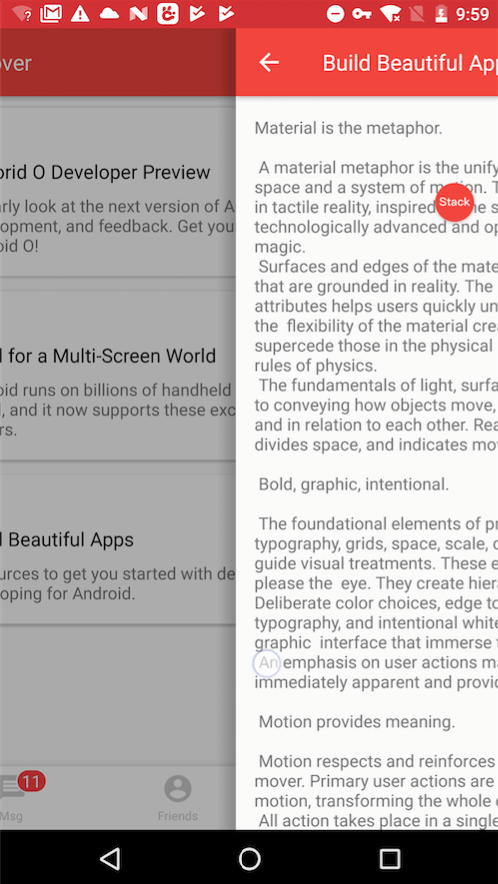 9:59
over
Build Beautiful App
orid O Developer Preview
arly look at the next version of A
opment, and feedback. Get you
oid O!
l for a Multi-Screen World
oid runs on billions of handheld
l, and it now supports these exc
rs.
l Beautiful Apps
urces to get you started with de
oping for Android.
11
Msg
Friends
Material is the metaphor.
A material metaphor is the unify
space and a system of motion. T
Stack
in tactile reality, inspired
technologically advanced and op
magic.
Surfaces and edges of the mate
that are grounded in reality. The
attributes helps users quickly un
the flexibility of the material crea
supercede those in the physical
rules of physics.
The fundamentals of light, surfa
to conveying how objects move,
and in relation to each other. Rea
divides space, and indicates mov
Bold, graphic, intentional.
The foundational elements of pr
typography, grids, space, scale, c
guide visual treatments. These e
please the eye. They create hier
Deliberate color choices, edge to
typography, and intentional white
graphic interface that immerse t
An emphasis on user actions ma
immediately apparent and provid
Motion provides meaning.
Motion respects and reinforces
mover. Primary user actions are
motion, transforming the whole d
All action takes place in a single